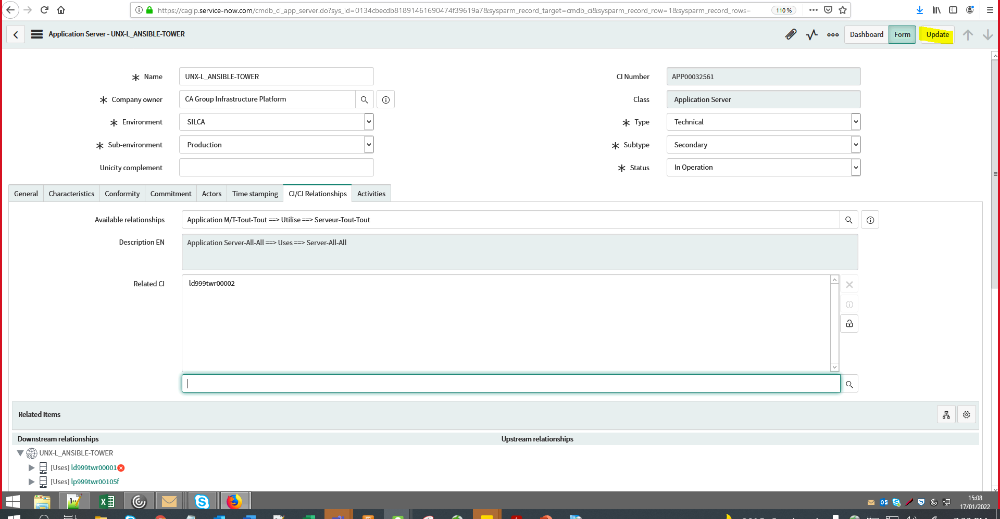 https://cagip.service-now.com/cmdb_ci_app_server.do?sys_id=0134cbecdb81891461690474f39619a7&sysparm_record_target=cmdb_ci&sysparm_record_row=1&sysparm_record_rows=
110 %
Application Server - UNX-L_ANSIBLE-TOWER
Dashboard
Form
Update
Name
UNX-L_ANSIBLE-TOWER
CI Number
APP00032561
Company owner
CA Group Infrastructure Platform
Class
Application Server
Environment
SILCA
Type
Technical
Sub-environment
Production
Subtype
Secondary
Unicity complement
Status
In Operation
General
Characteristics
Conformity
Commitment
Actors
Time stamping
CI/CI Relationships
Activities
Available relationships
Application M/T-Tout-Tout ==> Utilise ==> Serveur-Tout-Tout
Description EN
Application Server-All-All ==> Uses ==> Server-All-All
Related CI
ld999twr00002
Related Items
Downstream relationships
Upstream relationships
UNX-L_ANSIBLE-TOWER
[Uses] ld999twr00001
[Uses] lp999twr00105f
15:08
17/01/2022